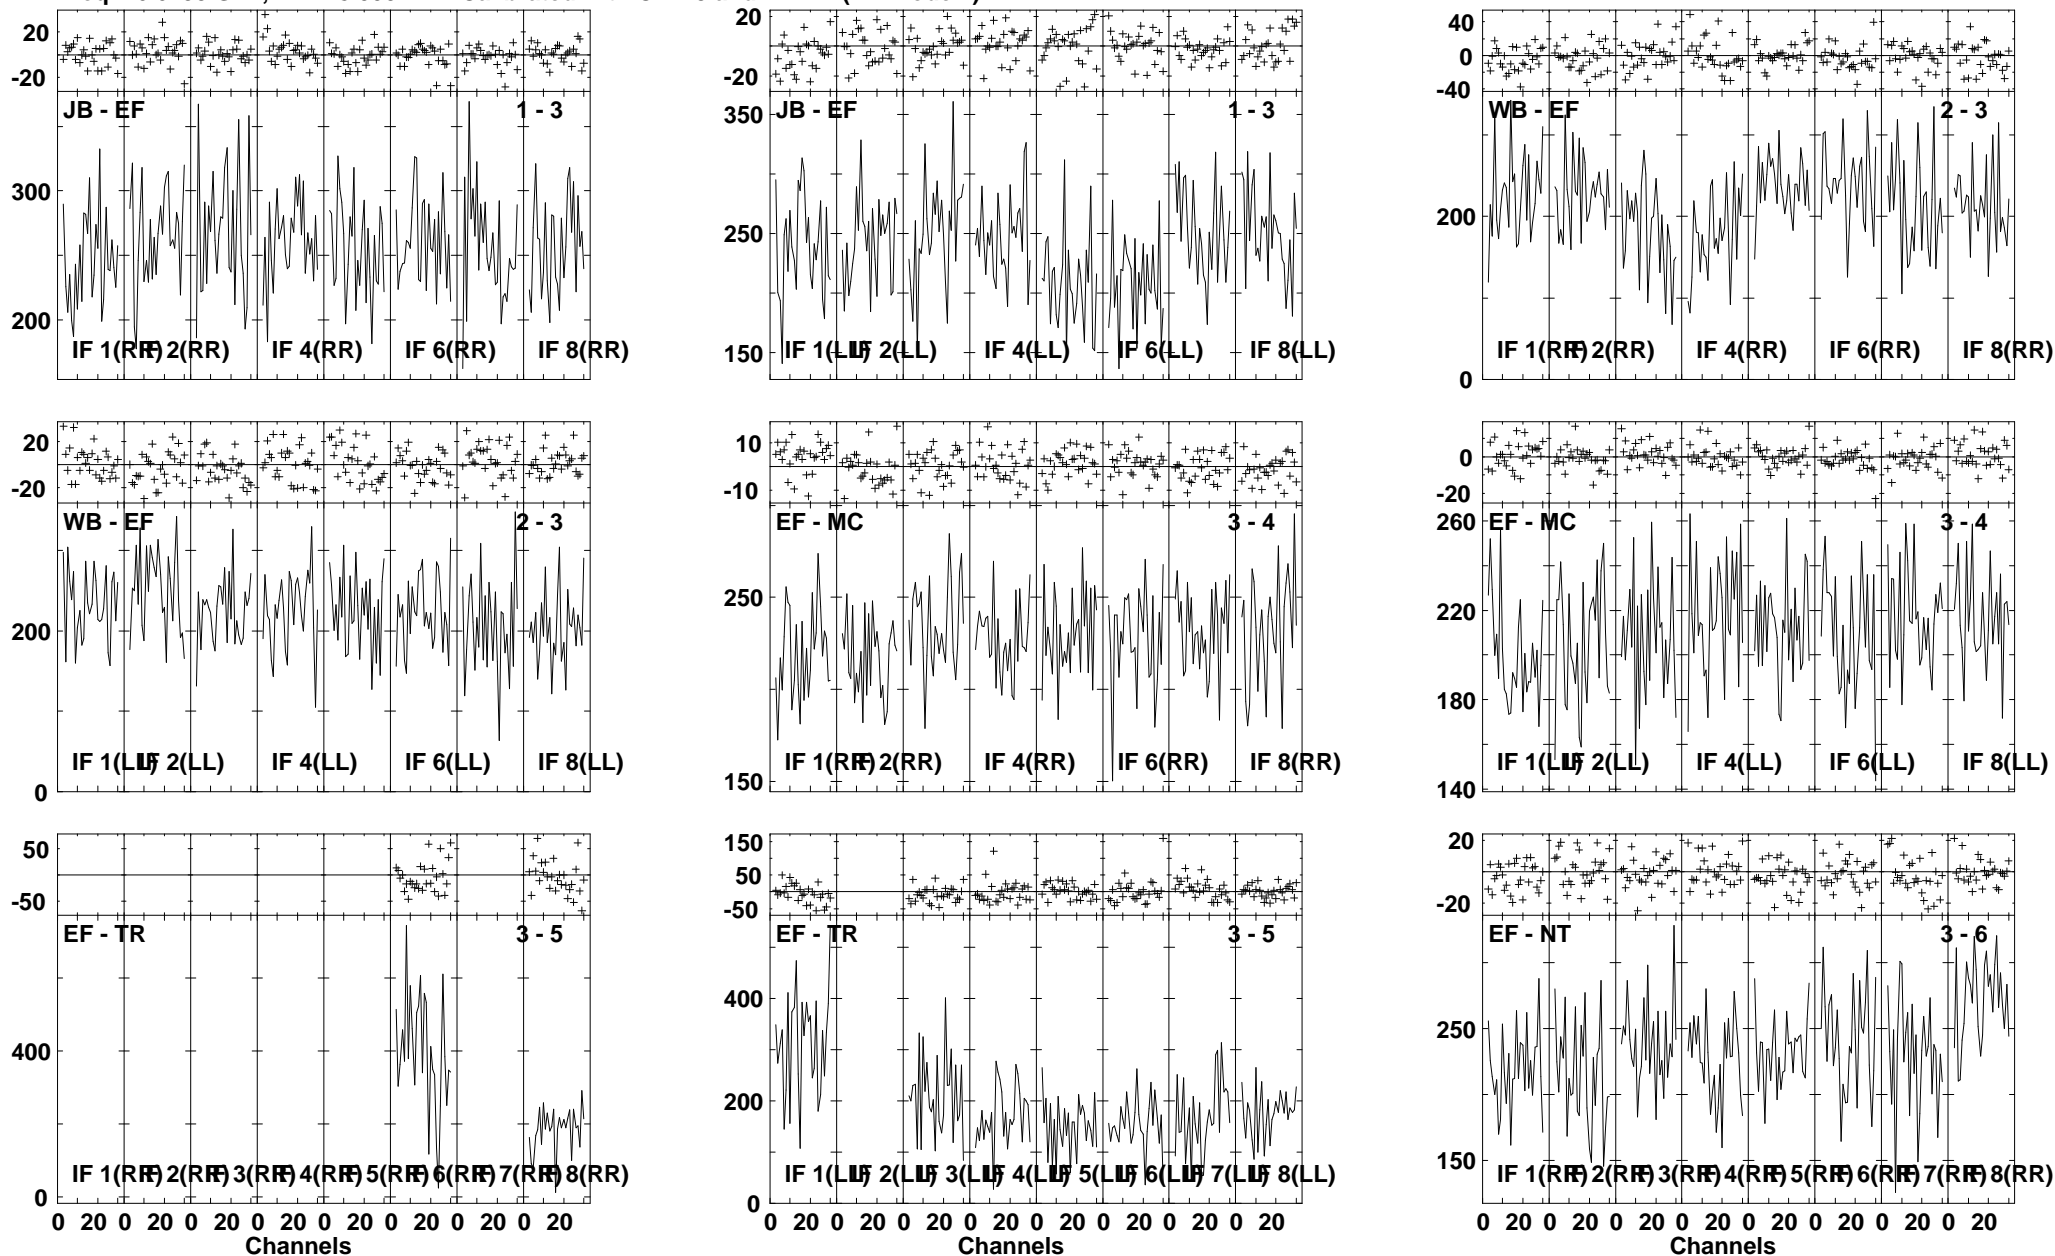 20
-20
JB - EF 1 - 3
300
200
IF 1(RR) IF 2(RR) IF 4(RR) IF 6(RR) IF 8(RR)
20
-20
350
JB - EF 1 - 3
250
150
IF 1(LL) IF 2(LL) IF 4(LL) IF 6(LL) IF 8(LL)
40
0
-40
WB - EF 2 - 3
200
0
IF 1(RR) IF 2(RR) IF 4(RR) IF 6(RR) IF 8(RR)
20
-20
WB - EF 2 - 3
200
0
IF 1(LL) IF 2(LL) IF 4(LL) IF 6(LL) IF 8(LL)
10
-10
EF - MC 3 - 4
250
150
IF 1(RR) IF 2(RR) IF 4(RR) IF 6(RR) IF 8(RR)
0
-20
260
EF - MC 3 - 4
220
180
140
IF 1(LL) IF 2(LL) IF 4(LL) IF 6(LL) IF 8(LL)
50
-50
EF - TR 3 - 5
400
0
IF 1(RR) IF 2(RR) IF 3(RR) IF 4(RR) IF 5(RR) IF 6(RR) IF 7(RR) IF 8(RR)
0 20 0 20 0 20 0 20 0 20 0 20 0 20 0 20
Channels
150
50
-50
EF - TR 3 - 5
400
200
0
IF 1(LL) IF 2(LL) IF 3(LL) IF 4(LL) IF 5(LL) IF 6(LL) IF 7(LL) IF 8(LL)
0 20 0 20 0 20 0 20 0 20 0 20 0 20 0 20
Channels
20
-20
EF - NT 3 - 6
250
150
IF 1(RR) IF 2(RR) IF 3(RR) IF 4(RR) IF 5(RR) IF 6(RR) IF 7(RR) IF 8(RR)
0 20 0 20 0 20 0 20 0 20 0 20 0 20 0 20
Channels